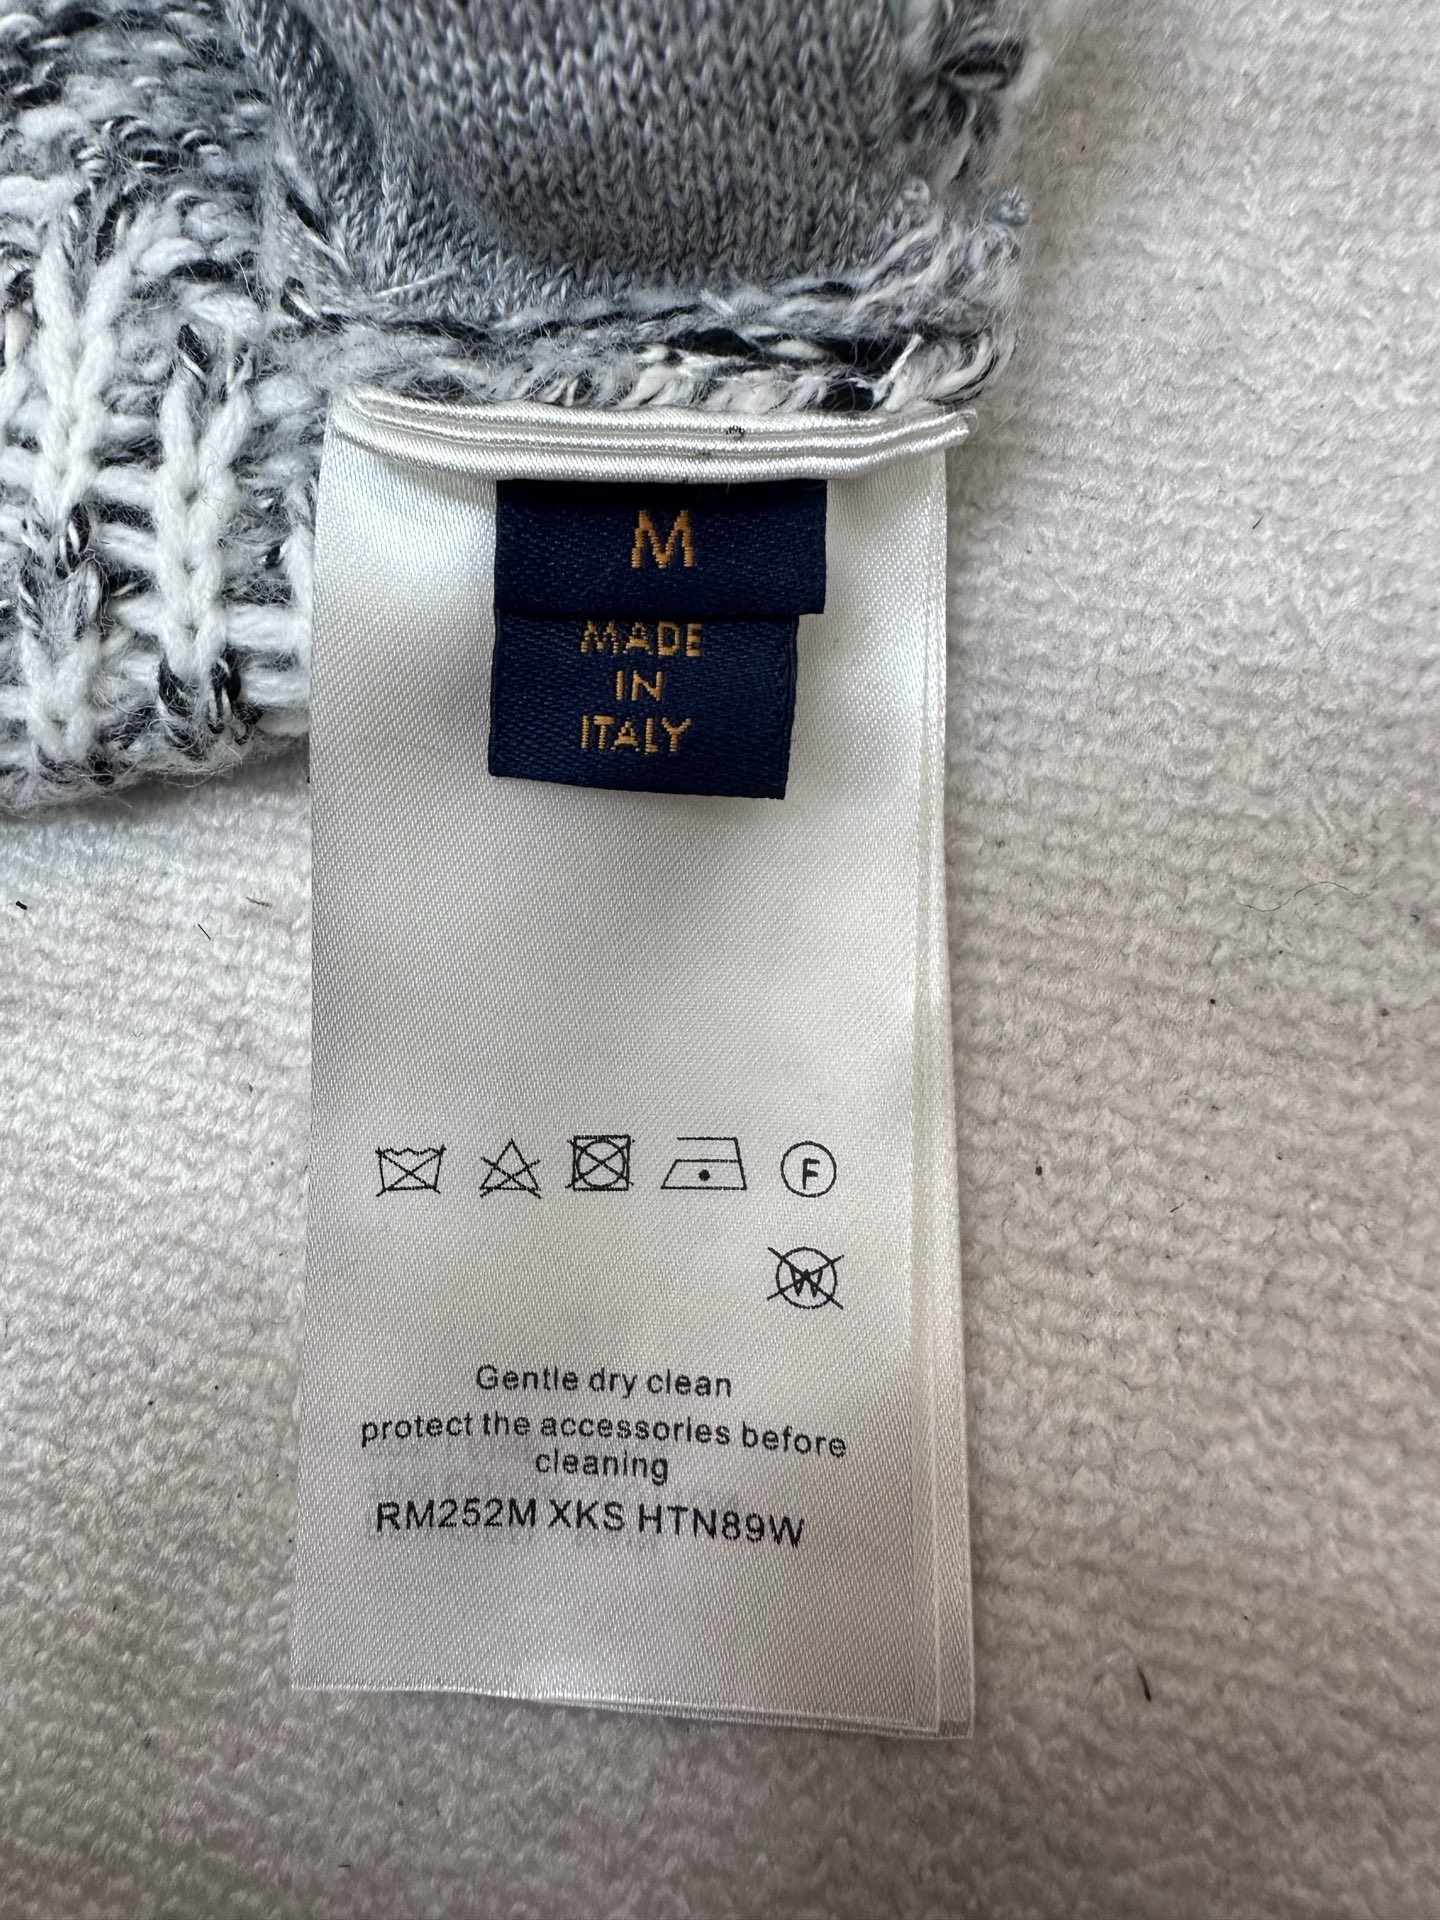 M
MADE
IN
ITALY
F
W
Gentle dry clean
protect the accessories before
cleaning
RM252M XKS HTN89W